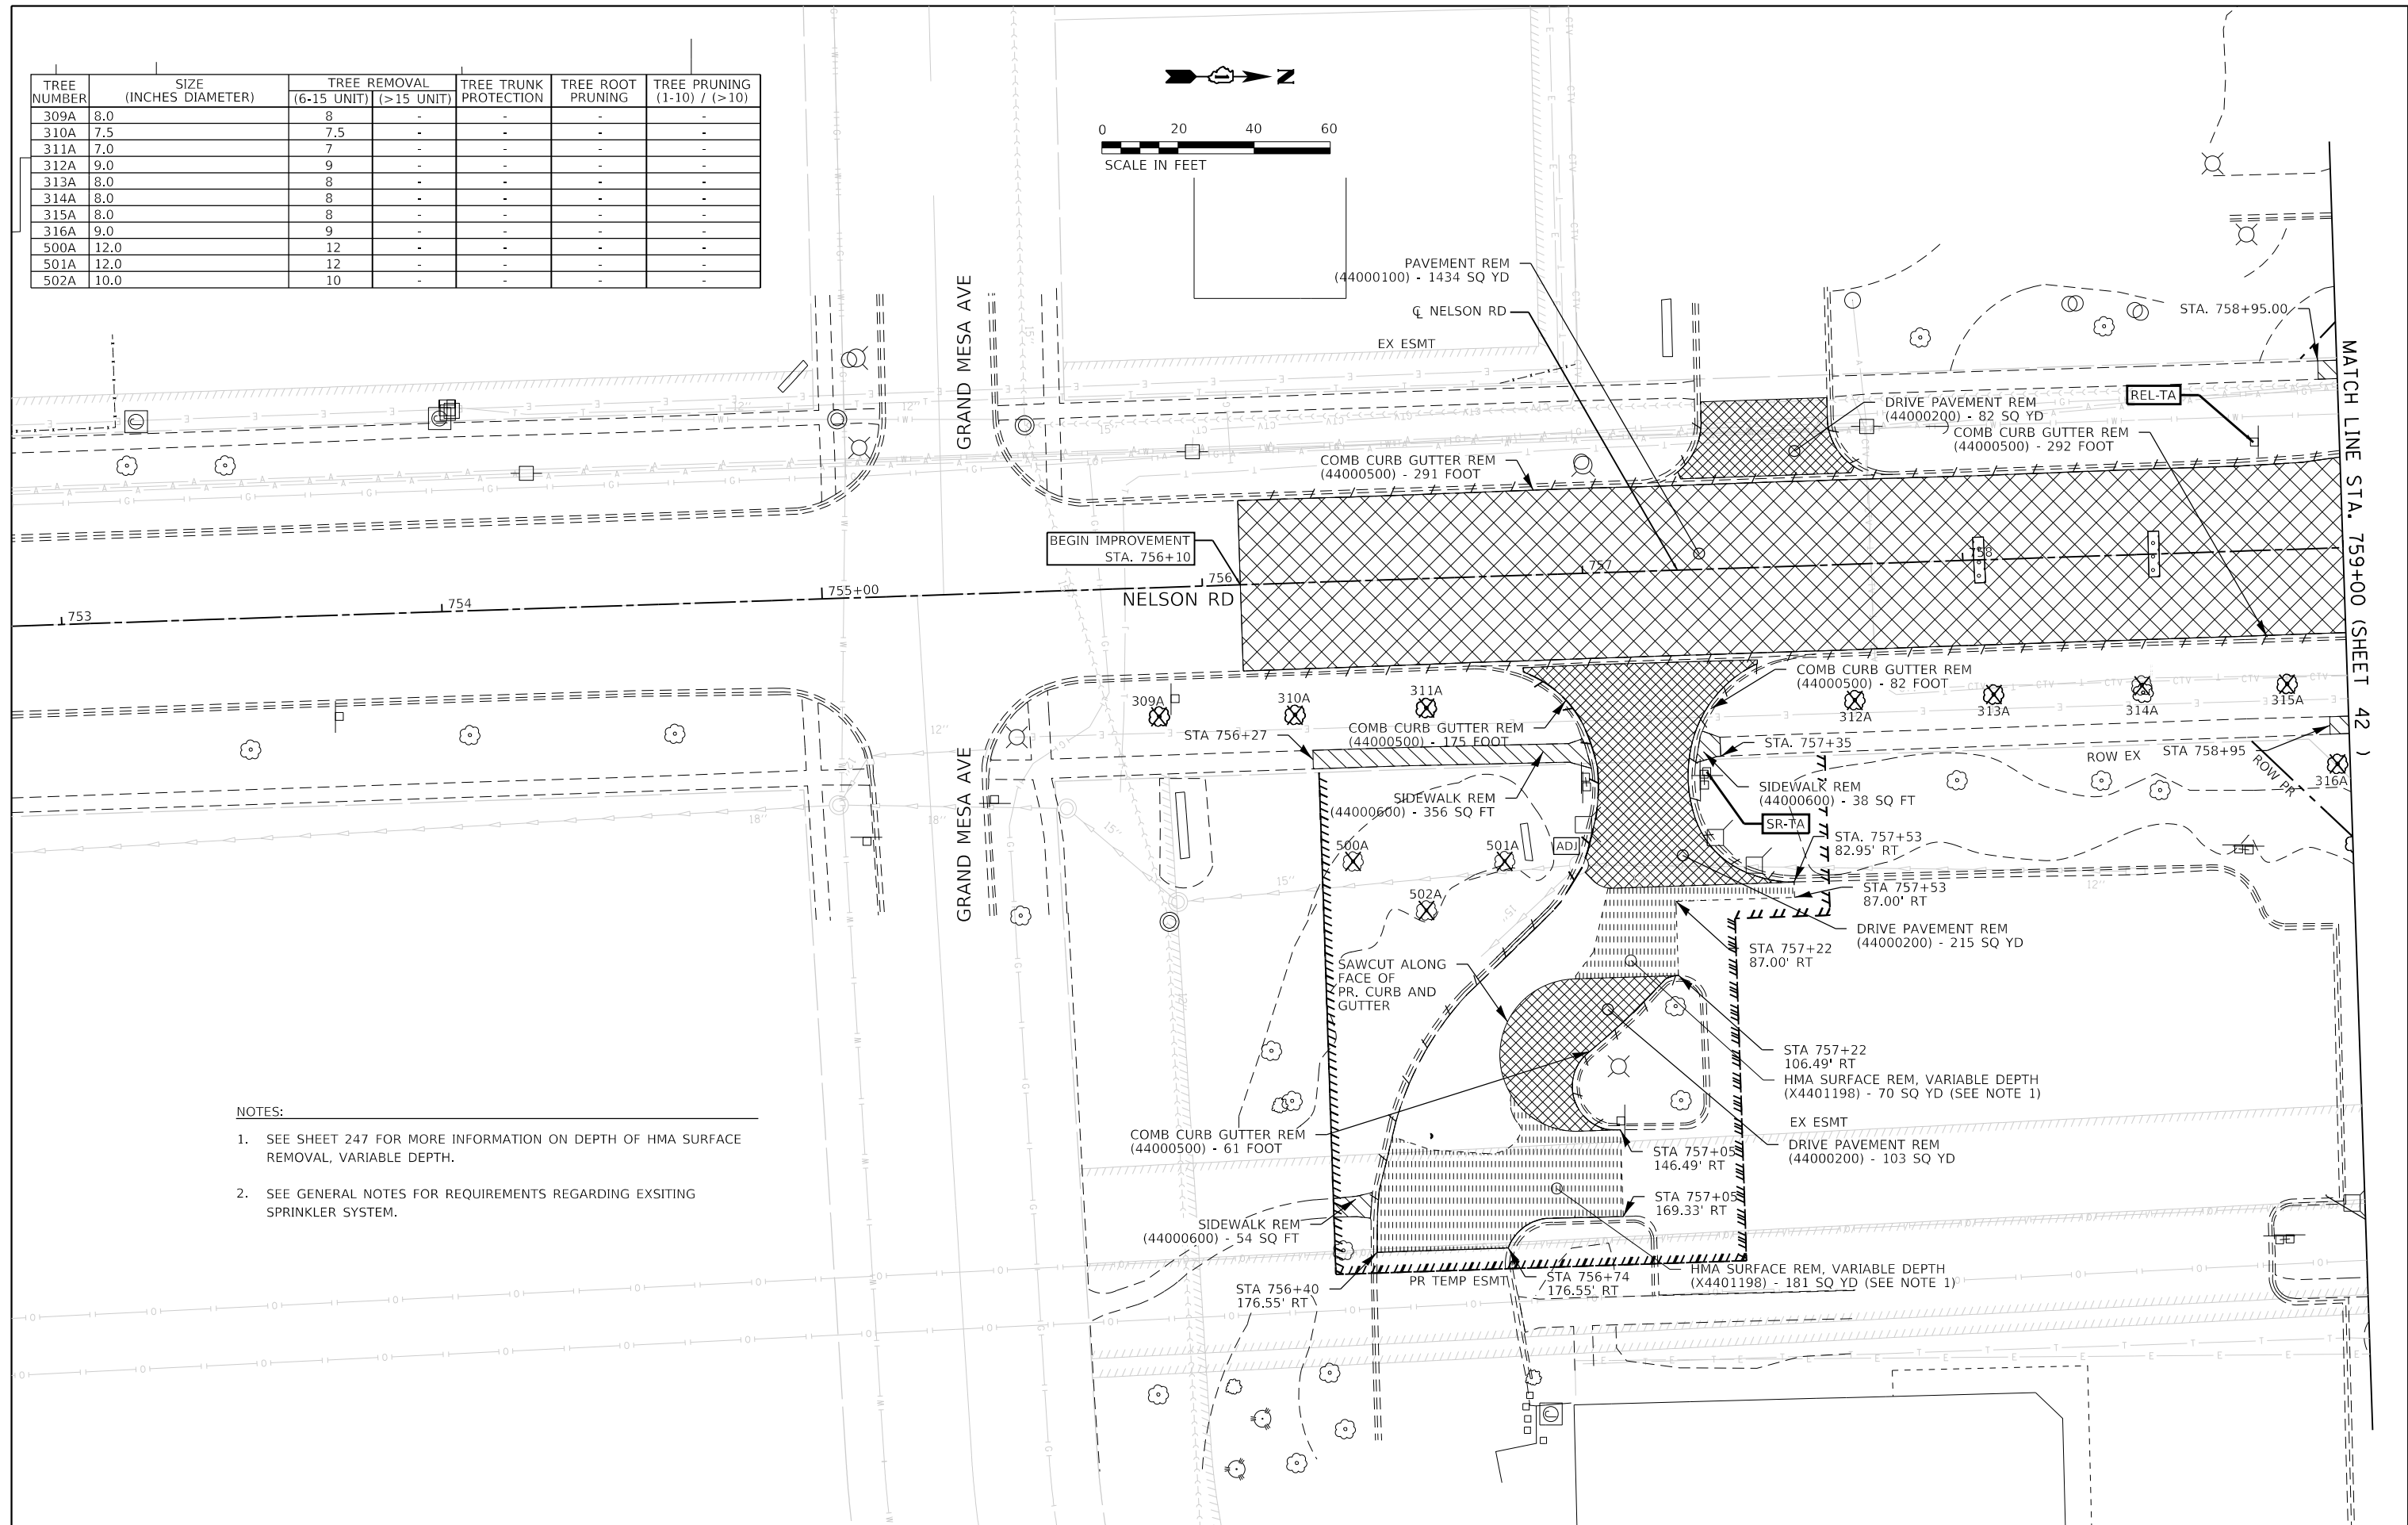 TREE NUMBER SIZE (INCHES DIAMETER) TREE REMOVAL TREE TRUNK PROTECTION TREE ROOT PRUNING TREE PRUNING (1-10) / (>10)
(6-15 UNIT) (>15 UNIT)
309A 8.0 8 - - - -
310A 7.5 7.5 - - - -
311A 7.0 7 - - - -
312A 9.0 9 - - - -
313A 8.0 8 - - - -
314A 8.0 8 - - - -
315A 8.0 8 - - - -
316A 9.0 9 - - - -
500A 12.0 12 - - - -
501A 12.0 12 - - - -
502A 10.0 10 - - - -
N
0 20 40 60
SCALE IN FEET
PAVEMENT REM
(44000100) - 1434 SQ YD
℄ NELSON RD
EX ESMT
GRAND MESA AVE
STA. 758+95.00
MATCH LINE STA. 759+00 (SHEET 42 )
REL-TA
DRIVE PAVEMENT REM
(44000200) - 82 SQ YD
COMB CURB GUTTER REM
(44000500) - 292 FOOT
COMB CURB GUTTER REM
(44000500) - 291 FOOT
BEGIN IMPROVEMENT
STA. 756+10
753
754
755+00
756
757
758
NELSON RD
309A
310A
311A
312A
313A
314A
315A
316A
COMB CURB GUTTER REM
(44000500) - 82 FOOT
COMB CURB GUTTER REM
(44000500) - 175 FOOT
STA 756+27
STA. 757+35
ROW EX
STA 758+95
ROW PR
SIDEWALK REM
(44000600) - 38 SQ FT
SIDEWALK REM
(44000600) - 356 SQ FT
SR-TA
GRAND MESA AVE
500A
501A
502A
ADJ
STA. 757+53
82.95' RT
STA 757+53
87.00' RT
DRIVE PAVEMENT REM
(44000200) - 215 SQ YD
STA 757+22
87.00' RT
SAWCUT ALONG
FACE OF
PR. CURB AND
GUTTER
STA 757+22
106.49' RT
HMA SURFACE REM, VARIABLE DEPTH
(X4401198) - 70 SQ YD (SEE NOTE 1)
EX ESMT
DRIVE PAVEMENT REM
(44000200) - 103 SQ YD
COMB CURB GUTTER REM
(44000500) - 61 FOOT
STA 757+05
146.49' RT
STA 757+05
169.33' RT
SIDEWALK REM
(44000600) - 54 SQ FT
HMA SURFACE REM, VARIABLE DEPTH
(X4401198) - 181 SQ YD (SEE NOTE 1)
PR TEMP ESMT
STA 756+40
176.55' RT
STA 756+74
176.55' RT
NOTES:
1. SEE SHEET 247 FOR MORE INFORMATION ON DEPTH OF HMA SURFACE
REMOVAL, VARIABLE DEPTH.
2. SEE GENERAL NOTES FOR REQUIREMENTS REGARDING EXSITING
SPRINKLER SYSTEM.
12"
12"
15"
12"
18"
18"
15"
15"
15"
12"